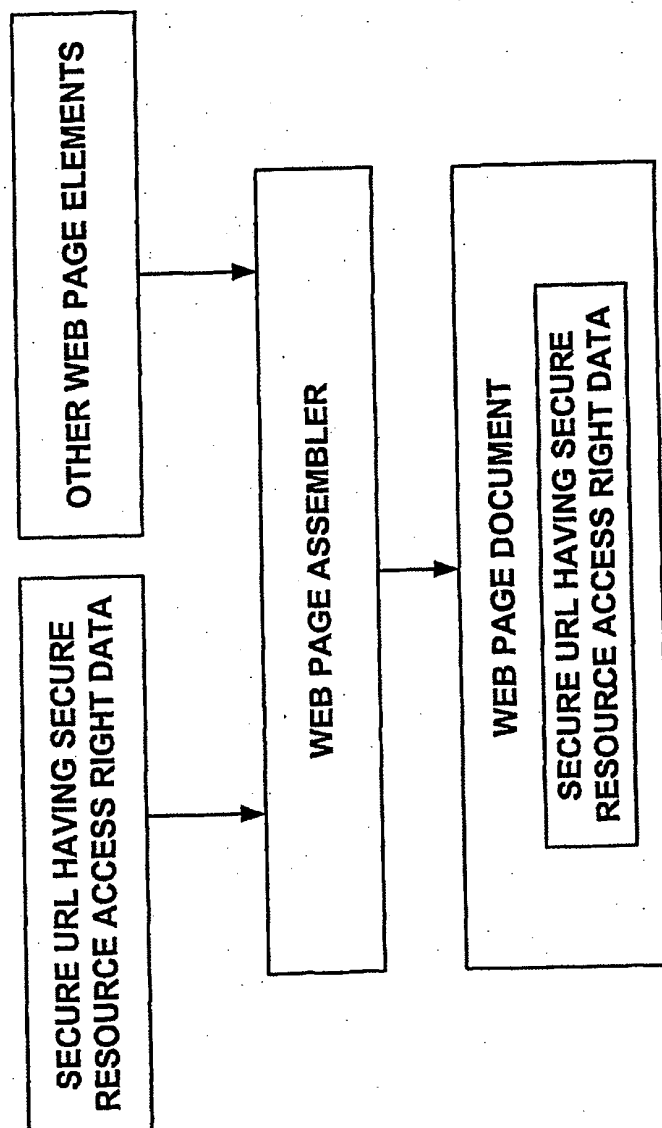 SECURE URL HAVING SECURE
RESOURCE ACCESS RIGHT DATA
OTHER WEB PAGE ELEMENTS
WEB PAGE ASSEMBLER
WEB PAGE DOCUMENT
SECURE URL HAVING SECURE
RESOURCE ACCESS RIGHT DATA